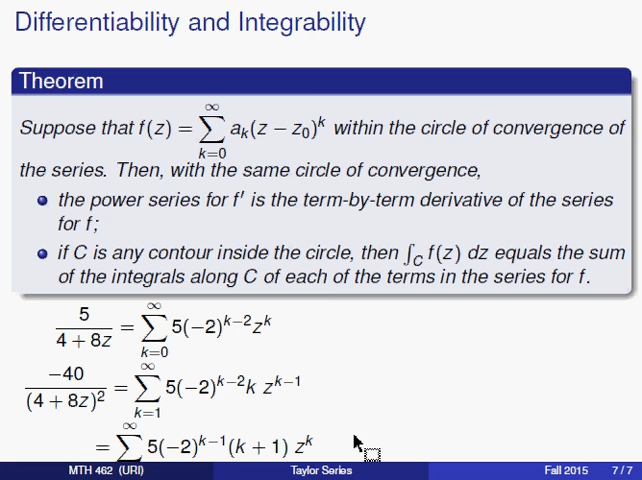 Differentiability and Integrability
Theorem
Suppose that f(z) = ∑_{k=0}^{∞} a_k(z − z_0)^k within the circle of convergence of
the series. Then, with the same circle of convergence,
the power series for f′ is the term-by-term derivative of the series
for f;
if C is any contour inside the circle, then ∫_C f(z) dz equals the sum
of the integrals along C of each of the terms in the series for f.
5/(4 + 8z) = ∑_{k=0}^{∞} 5(−2)^{k−2} z^k
−40/(4 + 8z)^2 = ∑_{k=1}^{∞} 5(−2)^{k−2} k z^{k−1}
= ∑^{∞} 5(−2)^{k−1}(k + 1) z^k
MTH 462 (URI) Taylor Series Fall 2015 7 / 7